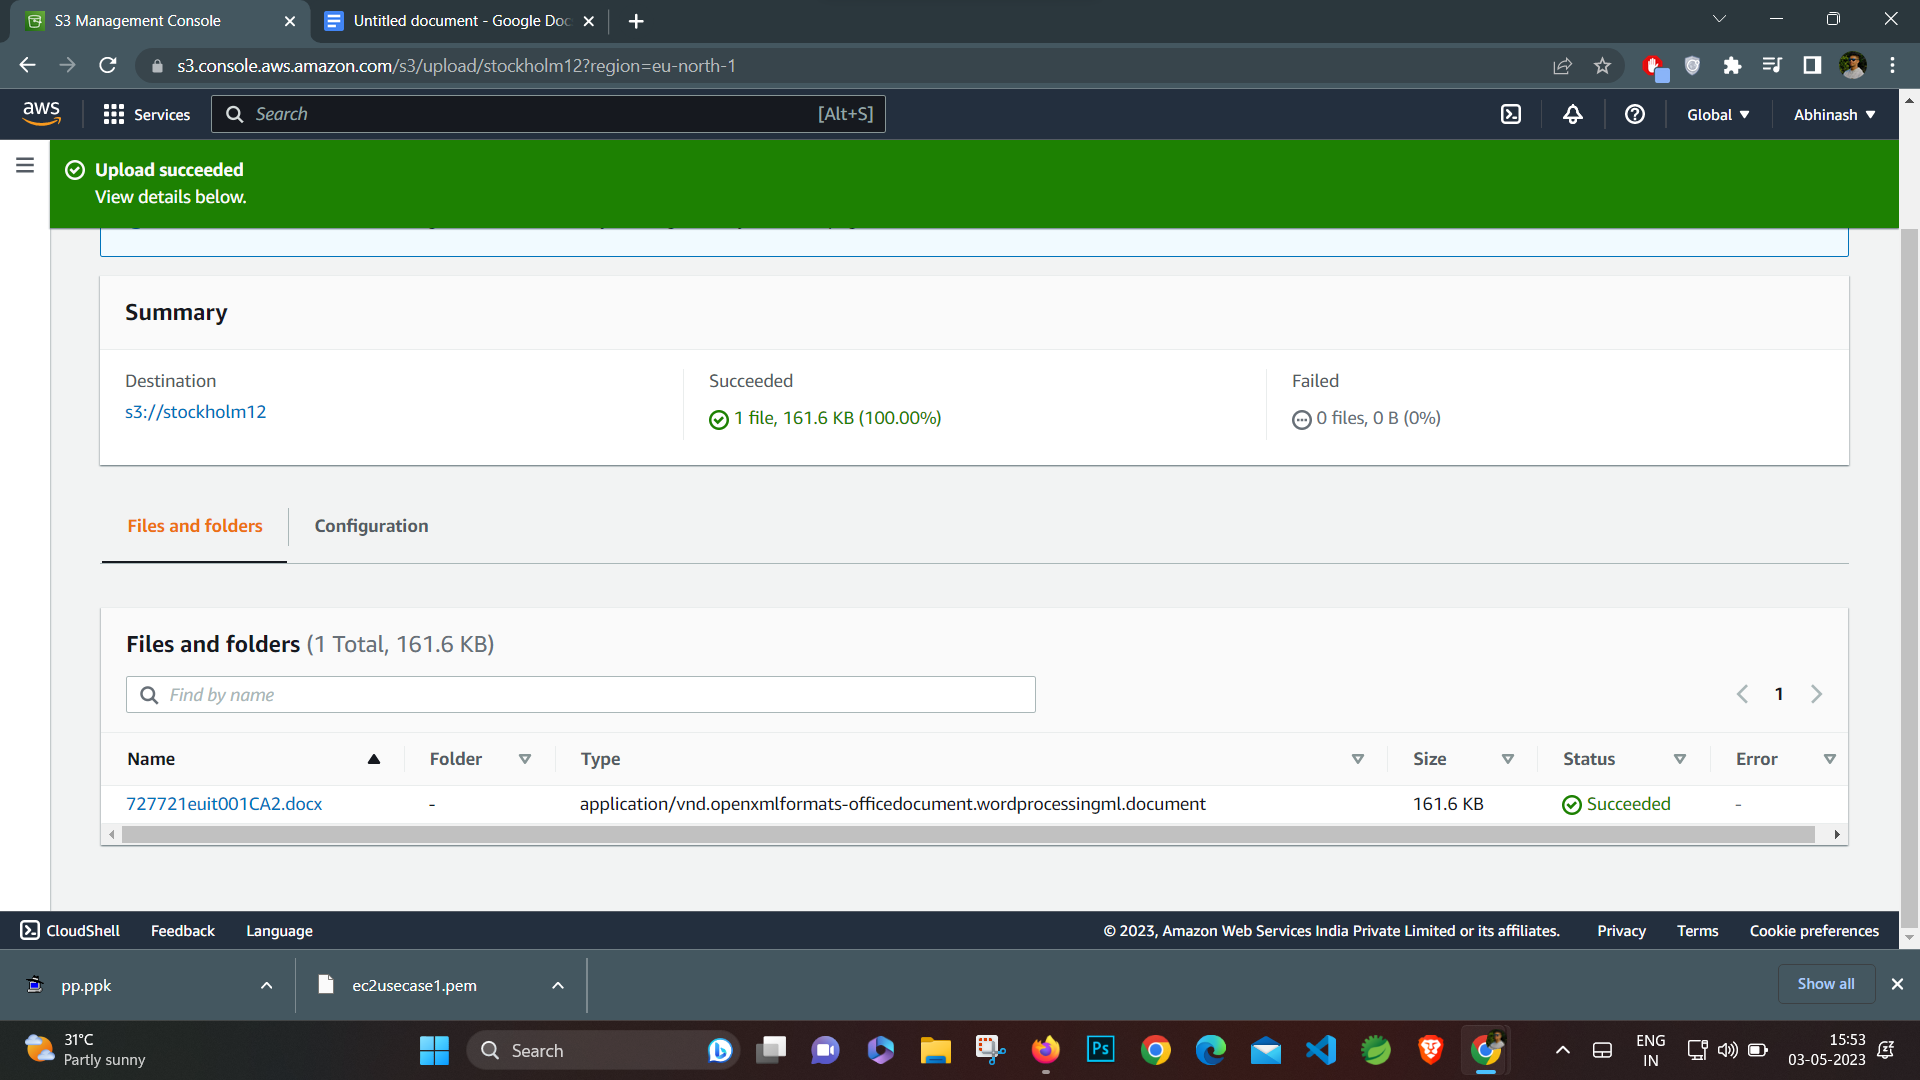 S3 Management Console
Untitled document - Google Doc
s3.console.aws.amazon.com/s3/upload/stockholm12?region=eu-north-1
aws
Services
Search
[Alt+S]
Global
Abhinash
Upload succeeded
View details below.
Summary
Destination
s3://stockholm12
Succeeded
1 file, 161.6 KB (100.00%)
Failed
0 files, 0 B (0%)
Files and folders
Configuration
Files and folders (1 Total, 161.6 KB)
Find by name
1
Name Folder Type Size Status Error
727721euit001CA2.docx - application/vnd.openxmlformats-officedocument.wordprocessingml.document 161.6 KB Succeeded -
CloudShell Feedback Language © 2023, Amazon Web Services India Private Limited or its affiliates. Privacy Terms Cookie preferences
pp.ppk
ec2usecase1.pem
Show all
31°C
Partly sunny
Search
Ps
ENG
IN
15:53
03-05-2023